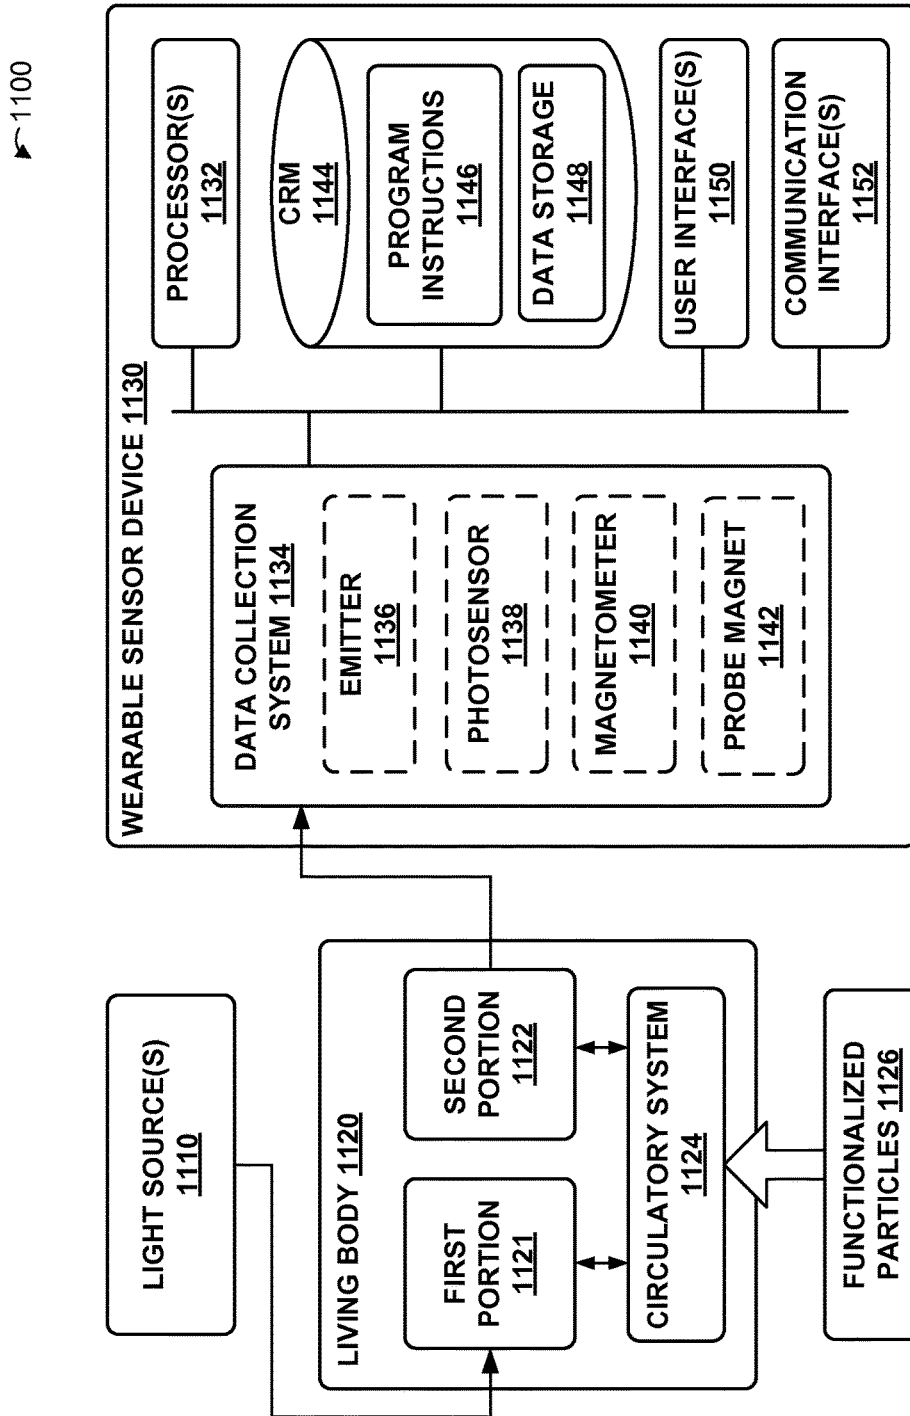 1100
LIGHT SOURCE(S)
1110
LIVING BODY 1120
FIRST
PORTION
1121
SECOND
PORTION
1122
CIRCULATORY SYSTEM
1124
FUNCTIONALIZED
PARTICLES 1126
WEARABLE SENSOR DEVICE 1130
DATA COLLECTION
SYSTEM 1134
EMITTER
1136
PHOTOSENSOR
1138
MAGNETOMETER
1140
PROBE MAGNET
1142
PROCESSOR(S)
1132
CRM
1144
PROGRAM
INSTRUCTIONS
1146
DATA STORAGE
1148
USER INTERFACE(S)
1150
COMMUNICATION
INTERFACE(S)
1152